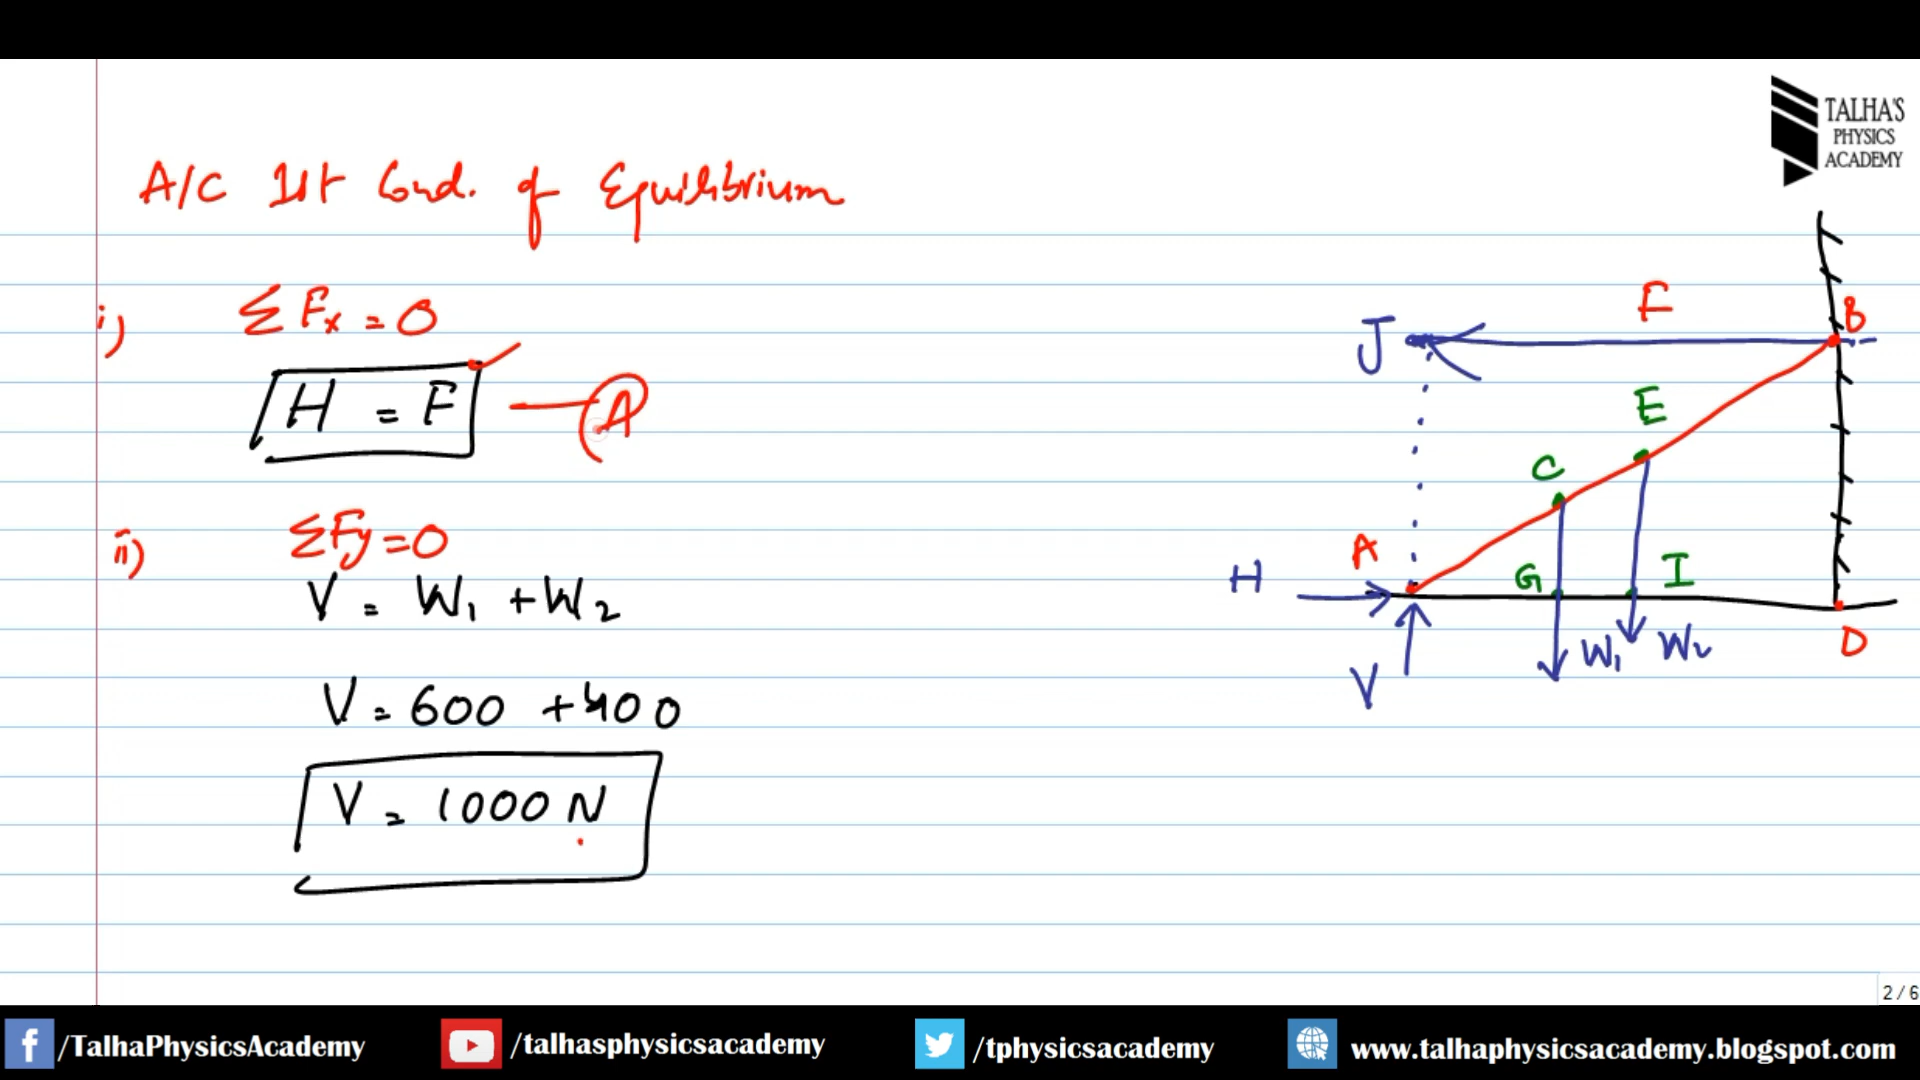 TALHA'S
PHYSICS
ACADEMY
A/C 1st Cond. of Equilibrium
i) ΣFx = 0
H = F — A
ii) ΣFy = 0
V = W1 + W2
V = 600 + 400
V = 1000 N
F
B
J
E
C
A
H
G
I
V
W1
W2
D
2/6
/TalhaPhysicsAcademy
/talhasphysicsacademy
/tphysicsacademy
www.talhaphysicsacademy.blogspot.com